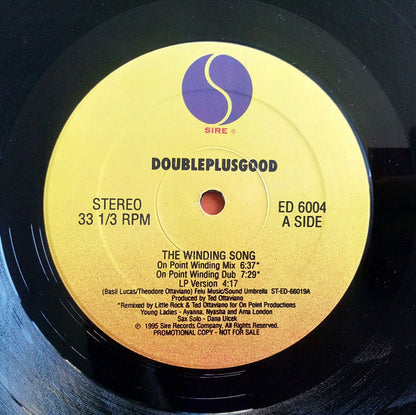 SIRE ®
DOUBLEPLUSGOOD
STEREO
33 1/3 RPM
ED 6004
A SIDE
THE WINDING SONG
On Point Winding Mix 6:37*
On Point Winding Dub 7:29*
LP Version 4:17
(Basil Lucas/Theodore Ottaviano) Felu Music/Sound Umbrella ST-ED-66019A
Produced by Ted Ottaviano
*Remixed by Little Rock & Ted Ottaviano for On Point Productions
Young Ladies - Ayanna, Nyasha and Ama London
Sax Solo - Dana Ulcek
℗ 1995 Sire Records Company. All Rights Reserved.
PROMOTIONAL COPY - NOT FOR SALE